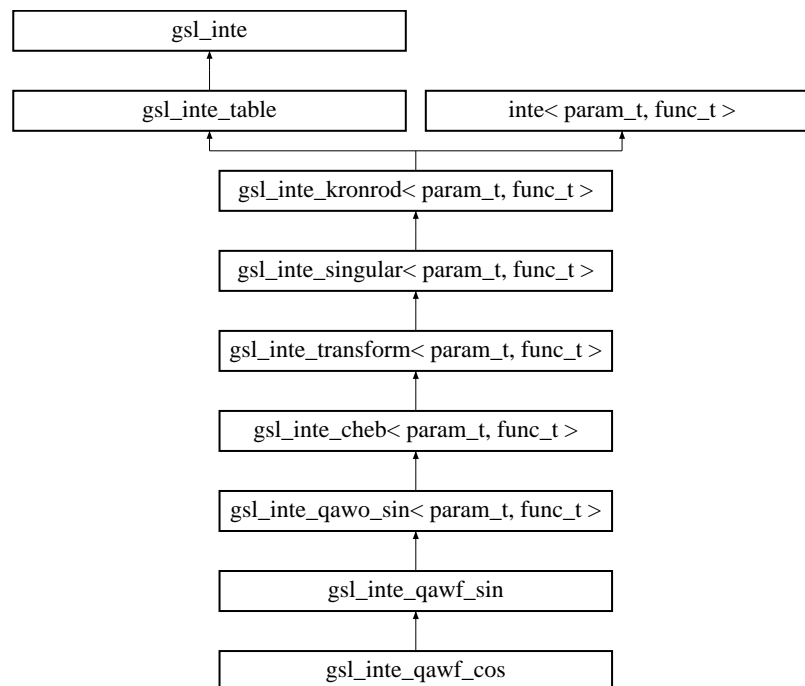 gsl_inte
gsl_inte_table
inte< param_t, func_t >
gsl_inte_kronrod< param_t, func_t >
gsl_inte_singular< param_t, func_t >
gsl_inte_transform< param_t, func_t >
gsl_inte_cheb< param_t, func_t >
gsl_inte_qawo_sin< param_t, func_t >
gsl_inte_qawf_sin
gsl_inte_qawf_cos